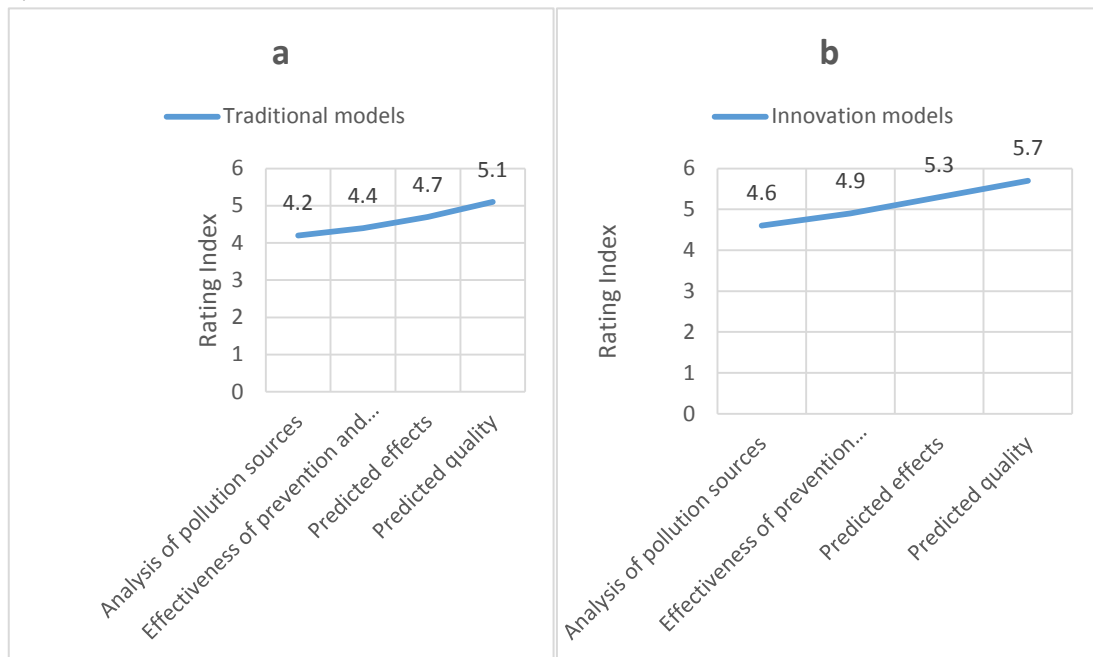 a
Traditional models
Rating Index
6
5
4
3
2
1
0
4.2
4.4
4.7
5.1
Analysis of pollution sources
Effectiveness of prevention and...
Predicted effects
Predicted quality
b
Innovation models
Rating Index
6
5
4
3
2
1
0
4.6
4.9
5.3
5.7
Analysis of pollution sources
Effectiveness of prevention...
Predicted effects
Predicted quality